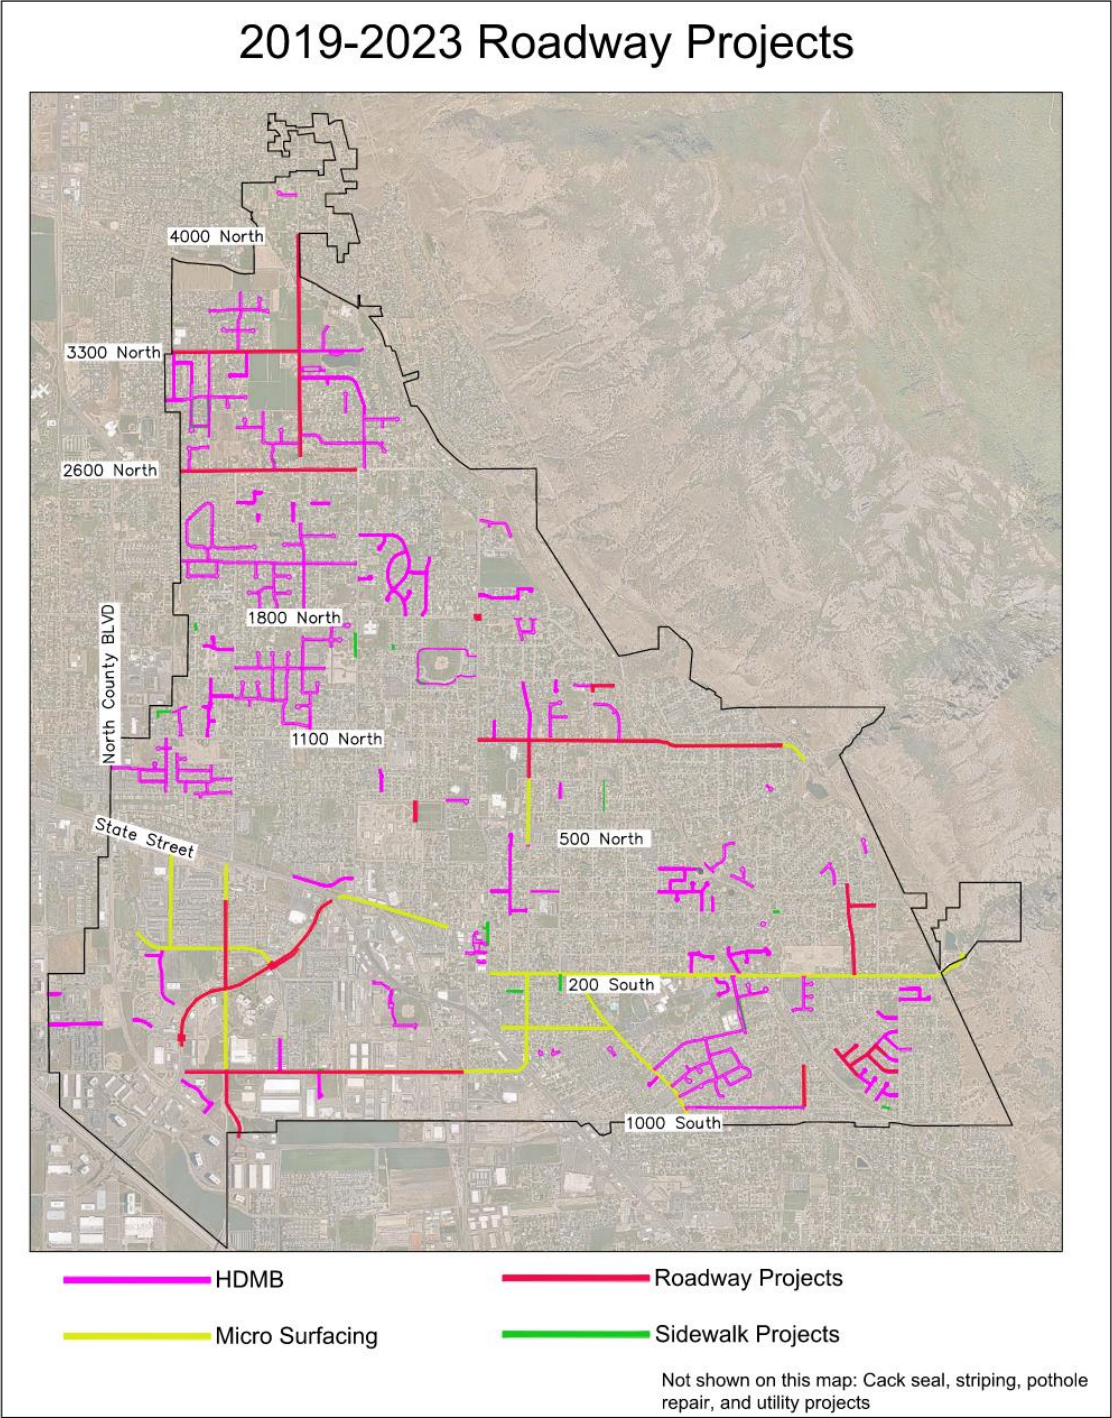 2019-2023 Roadway Projects
4000 North
3300 North
2600 North
1800 North
North County BLVD
1100 North
State Street
500 North
200 South
1000 South
HDMB
Roadway Projects
Micro Surfacing
Sidewalk Projects
Not shown on this map: Cack seal, striping, pothole
repair, and utility projects